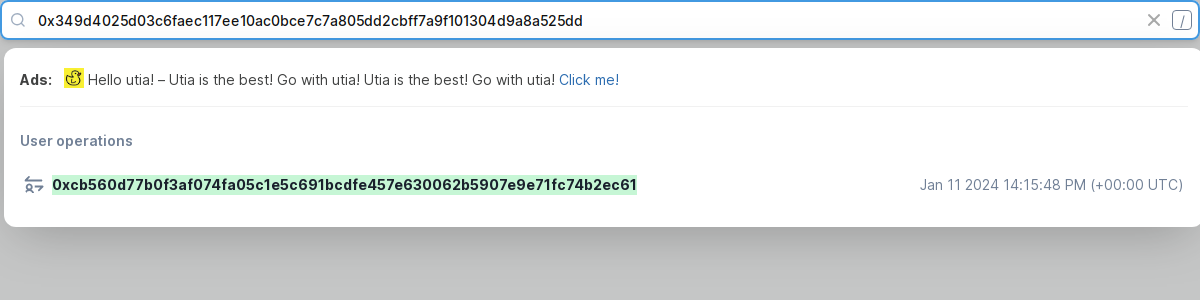 0x349d4025d03c6faec117ee10ac0bce7c7a805dd2cbff7a9f101304d9a8a525dd /
Ads: Hello utia! – Utia is the best! Go with utia! Utia is the best! Go with utia! Click me!
User operations
0xcb560d77b0f3af074fa05c1e5c691bcdfe457e630062b5907e9e71fc74b2ec61 Jan 11 2024 14:15:48 PM (+00:00 UTC)